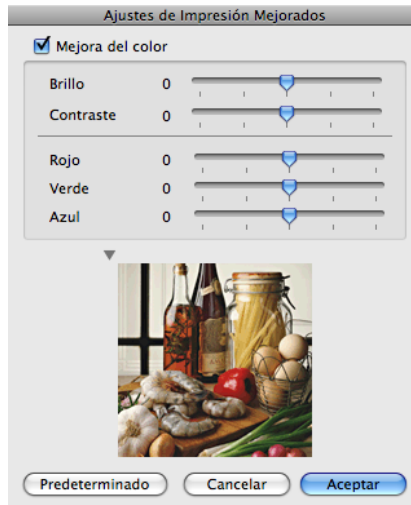 Ajustes de Impresión Mejorados
Mejora del color
Brillo 0
Contraste 0
Rojo 0
Verde 0
Azul 0
Predeterminado Cancelar Aceptar